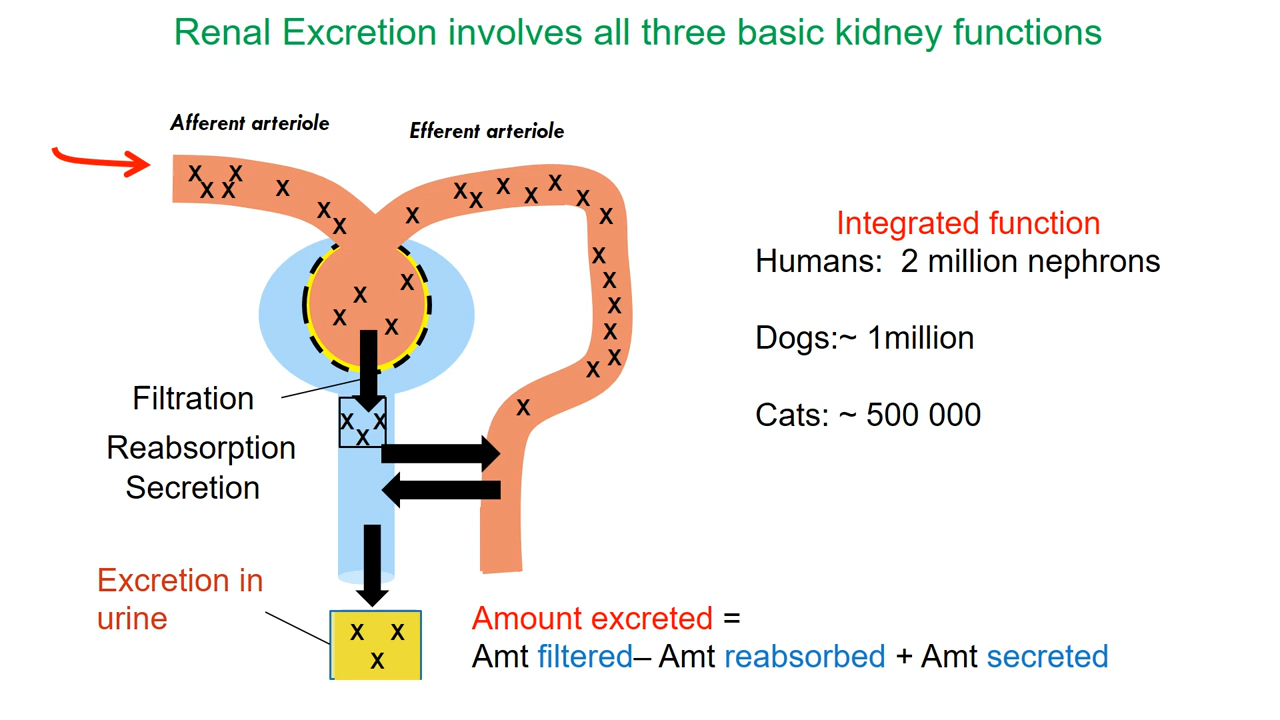 Renal Excretion involves all three basic kidney functions
Afferent arteriole
Efferent arteriole
X X
X X X
X X
X X X X X X X X
X X X X X X
X
X X X X
Filtration
X X
X
Reabsorption
Secretion
Excretion in
urine
X X
X
Integrated function
Humans: 2 million nephrons
Dogs:~ 1million
Cats: ~ 500 000
Amount excreted =
Amt filtered– Amt reabsorbed + Amt secreted